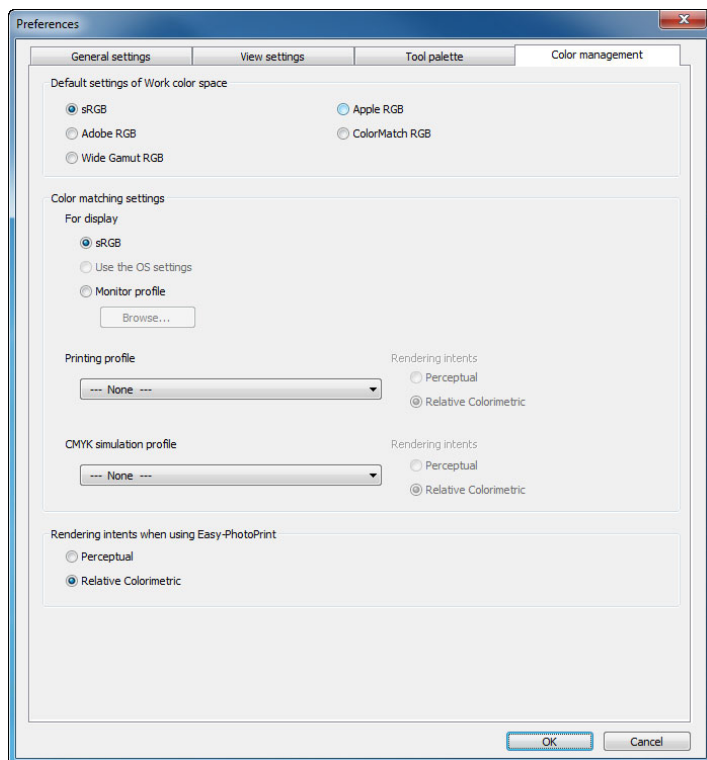 Preferences
General settings View settings Tool palette Color management
Default settings of Work color space
sRGB Apple RGB
Adobe RGB ColorMatch RGB
Wide Gamut RGB
Color matching settings
For display
sRGB
Use the OS settings
Monitor profile
Browse...
Printing profile Rendering intents
--- None --- Perceptual
Relative Colorimetric
CMYK simulation profile Rendering intents
--- None --- Perceptual
Relative Colorimetric
Rendering intents when using Easy-PhotoPrint
Perceptual
Relative Colorimetric
OK Cancel